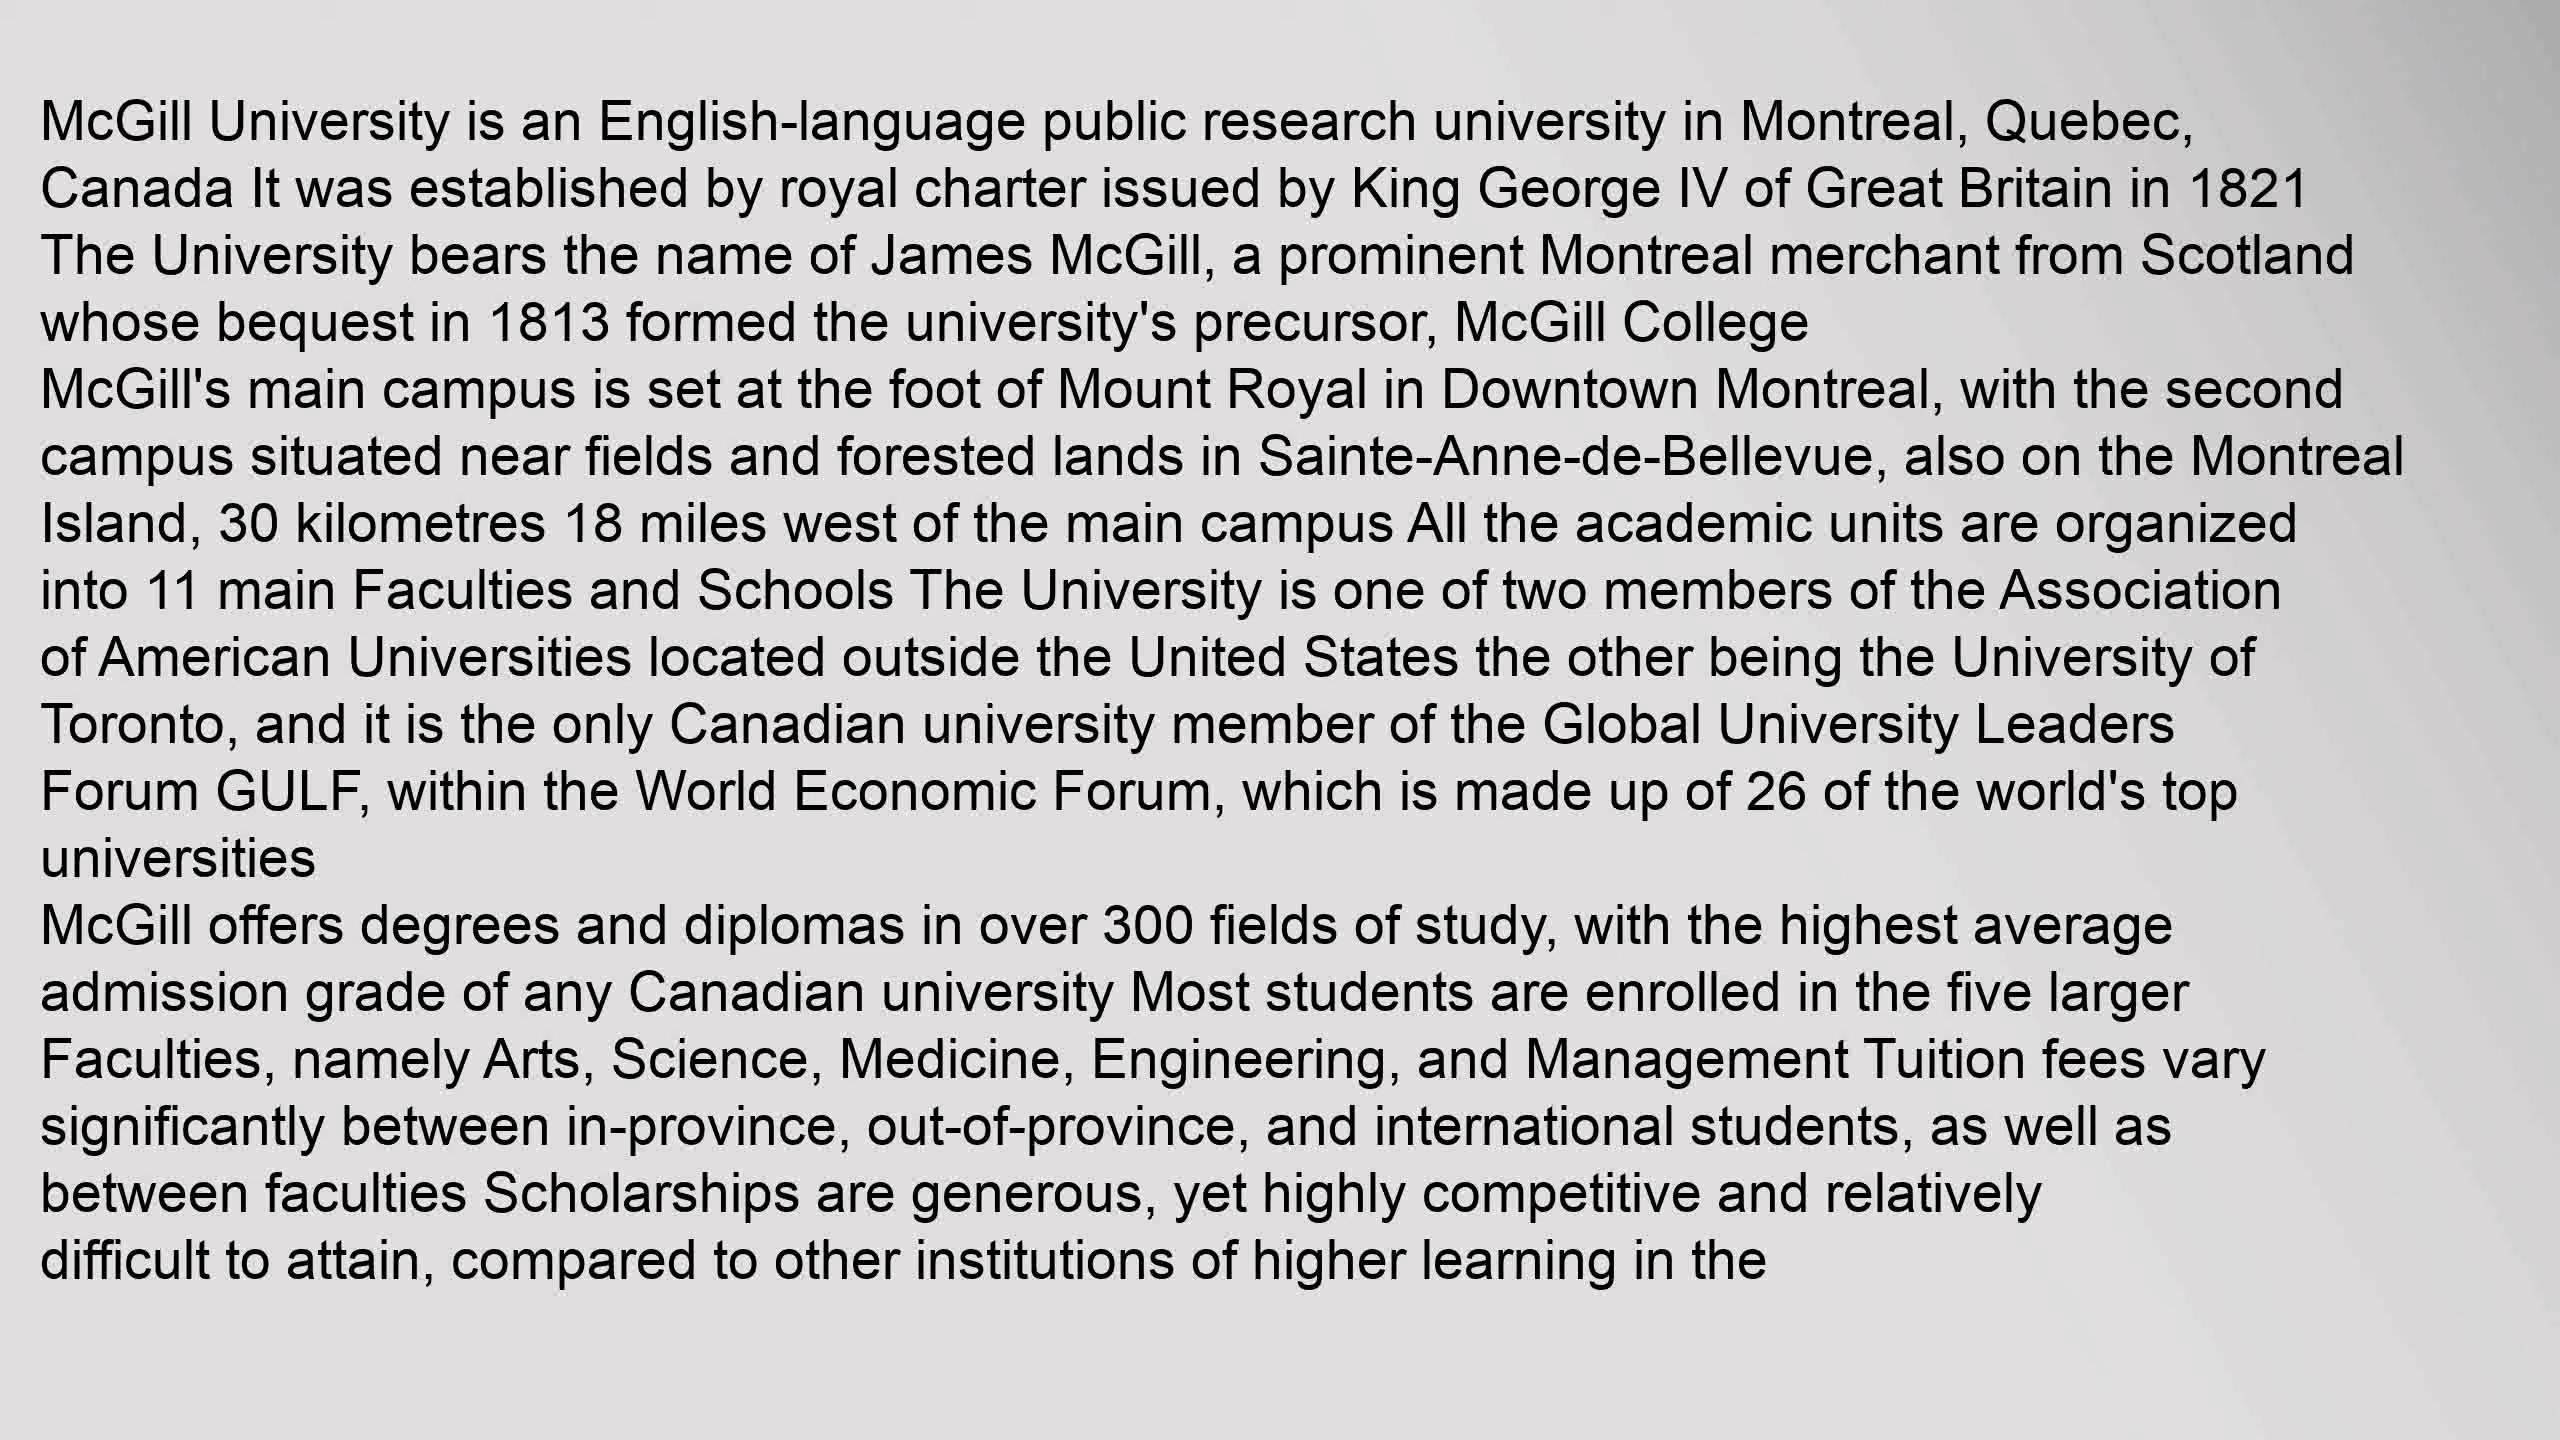 McGill University is an English-language public research university in Montreal, Quebec,
Canada It was established by royal charter issued by King George IV of Great Britain in 1821
The University bears the name of James McGill, a prominent Montreal merchant from Scotland
whose bequest in 1813 formed the university's precursor, McGill College
McGill's main campus is set at the foot of Mount Royal in Downtown Montreal, with the second
campus situated near fields and forested lands in Sainte-Anne-de-Bellevue, also on the Montreal
Island, 30 kilometres 18 miles west of the main campus All the academic units are organized
into 11 main Faculties and Schools The University is one of two members of the Association
of American Universities located outside the United States the other being the University of
Toronto, and it is the only Canadian university member of the Global University Leaders
Forum GULF, within the World Economic Forum, which is made up of 26 of the world's top
universities
McGill offers degrees and diplomas in over 300 fields of study, with the highest average
admission grade of any Canadian university Most students are enrolled in the five larger
Faculties, namely Arts, Science, Medicine, Engineering, and Management Tuition fees vary
significantly between in-province, out-of-province, and international students, as well as
between faculties Scholarships are generous, yet highly competitive and relatively
difficult to attain, compared to other institutions of higher learning in the